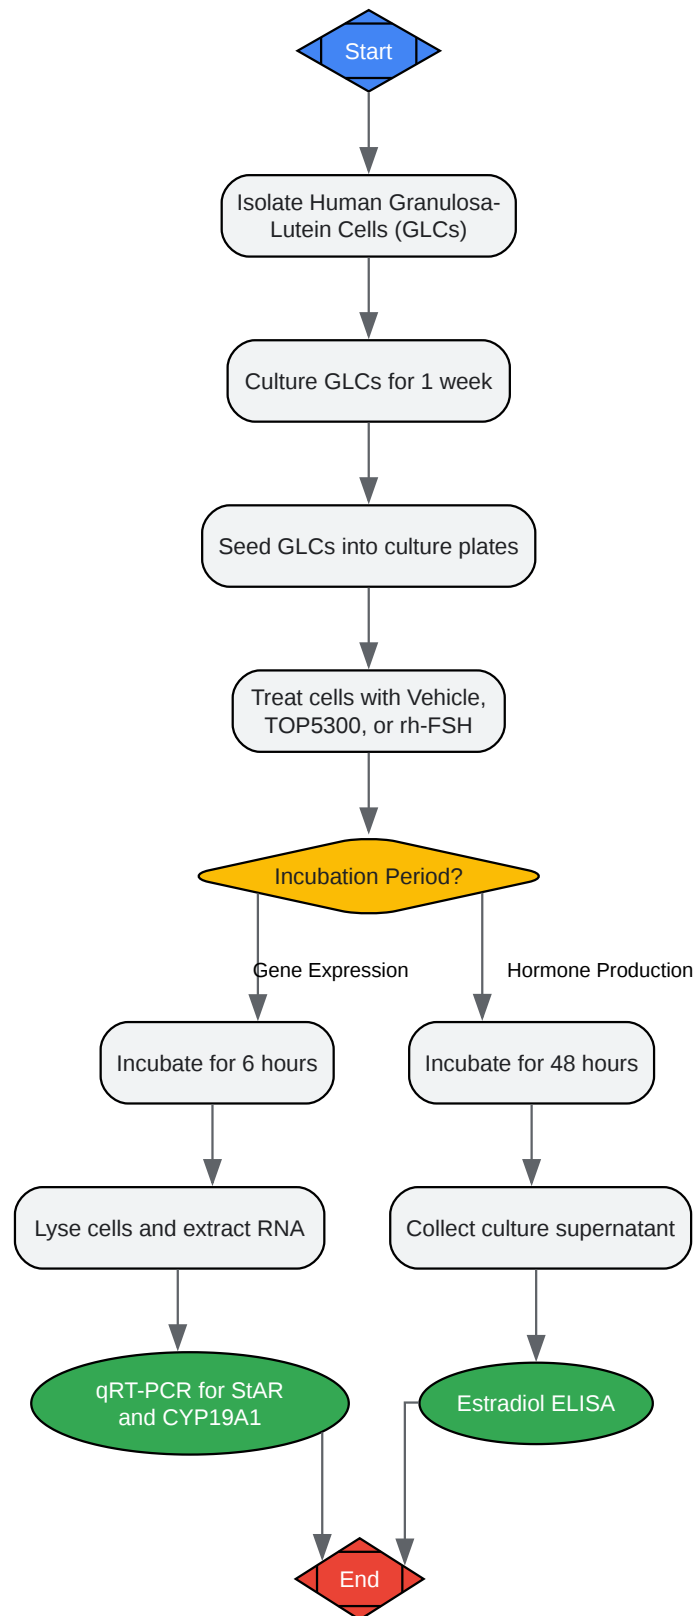 Start
Isolate Human Granulosa-
Lutein Cells (GLCs)
Culture GLCs for 1 week
Seed GLCs into culture plates
Treat cells with Vehicle,
TOP5300, or rh-FSH
Incubation Period?
Gene Expression
Hormone Production
Incubate for 6 hours
Incubate for 48 hours
Lyse cells and extract RNA
Collect culture supernatant
qRT-PCR for StAR
and CYP19A1
Estradiol ELISA
End